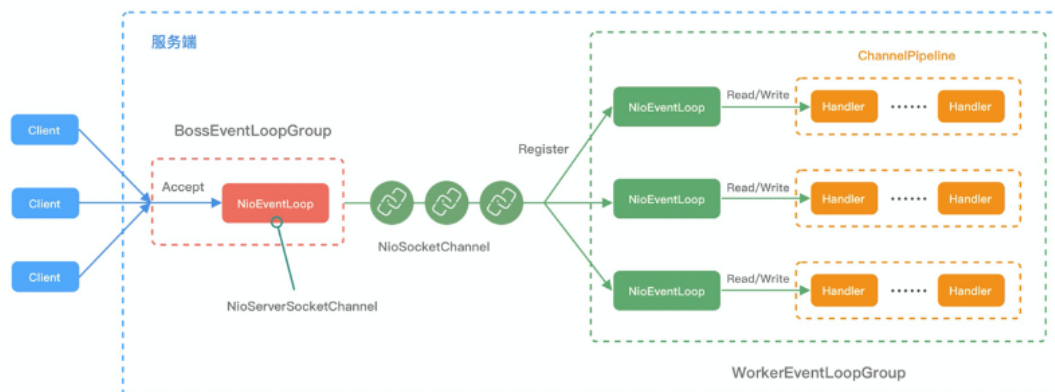 服务端
ChannelPipeline
Client
Client
Client
BossEventLoopGroup
Accept
NioEventLoop
NioServerSocketChannel
NioSocketChannel
Register
NioEventLoop
Read/Write
Handler ...... Handler
NioEventLoop
Read/Write
Handler ...... Handler
NioEventLoop
Read/Write
Handler ...... Handler
WorkerEventLoopGroup